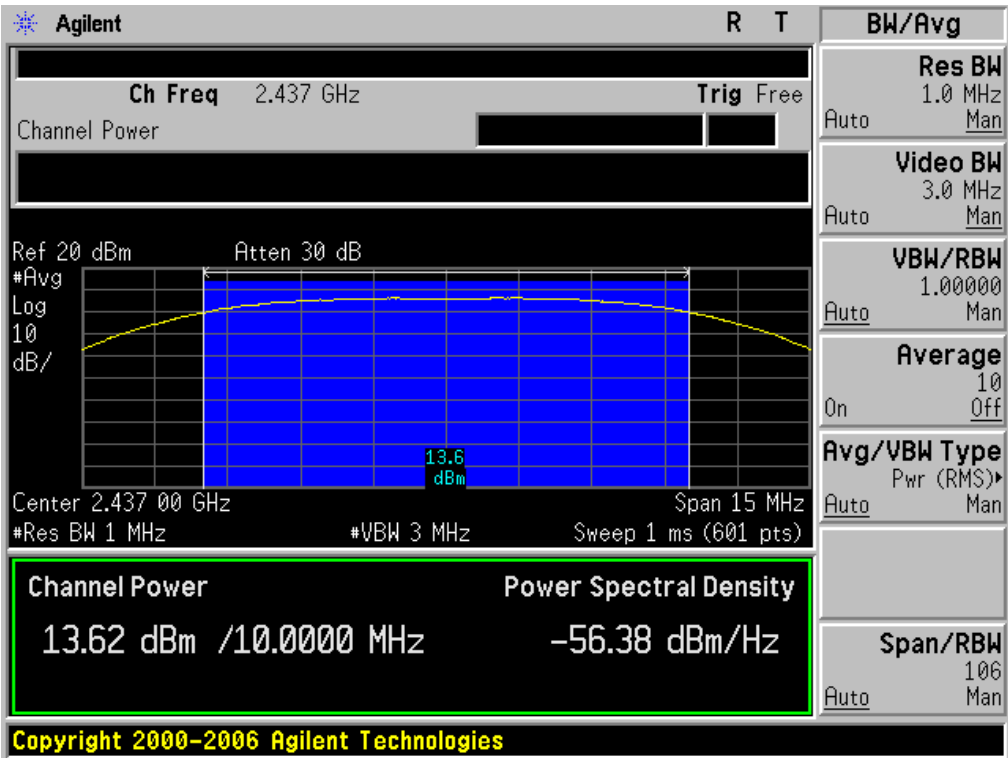 Agilent R T
Ch Freq 2.437 GHz Trig Free
Channel Power
Ref 20 dBm Atten 30 dB
#Avg
Log
10
dB/
13.6
dBm
Center 2.437 00 GHz Span 15 MHz
#Res BW 1 MHz #VBW 3 MHz Sweep 1 ms (601 pts)
Channel Power Power Spectral Density
13.62 dBm /10.0000 MHz -56.38 dBm/Hz
Copyright 2000-2006 Agilent Technologies
BW/Avg
Res BW
1.0 MHz
Auto Man
Video BW
3.0 MHz
Auto Man
VBW/RBW
1.00000
Auto Man
Average
10
On Off
Avg/VBW Type
Pwr (RMS)▸
Auto Man
Span/RBW
106
Auto Man